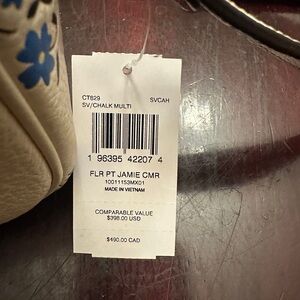 CT629
SV/CHALK MULTI SVCAH
1 96395 42207 4
FLR PT JAMIE CMR
10011153MX01
MADE IN VIETNAM
COMPARABLE VALUE
$398.00 USD
$490.00 CAD